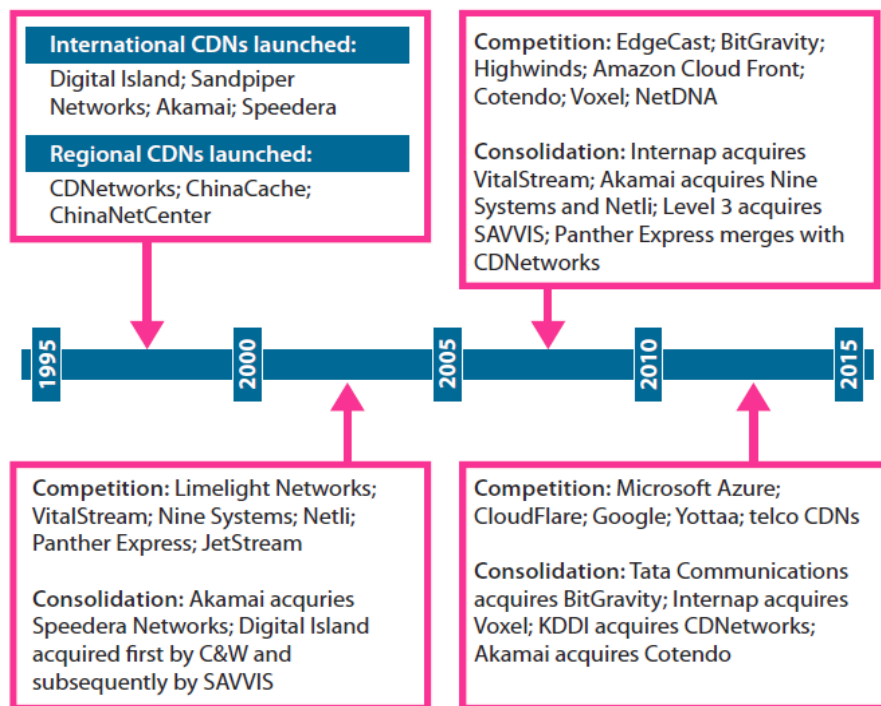 International CDNs launched:
Digital Island; Sandpiper
Networks; Akamai; Speedera
Regional CDNs launched:
CDNetworks; ChinaCache;
ChinaNetCenter
Competition: EdgeCast; BitGravity;
Highwinds; Amazon Cloud Front;
Cotendo; Voxel; NetDNA
Consolidation: Internap acquires
VitalStream; Akamai acquires Nine
Systems and Netli; Level 3 acquires
SAVVIS; Panther Express merges with
CDNetworks
1995
2000
2005
2010
2015
Competition: Limelight Networks;
VitalStream; Nine Systems; Netli;
Panther Express; JetStream
Consolidation: Akamai acquries
Speedera Networks; Digital Island
acquired first by C&W and
subsequently by SAVVIS
Competition: Microsoft Azure;
CloudFlare; Google; Yottaa; telco CDNs
Consolidation: Tata Communications
acquires BitGravity; Internap acquires
Voxel; KDDI acquires CDNetworks;
Akamai acquires Cotendo